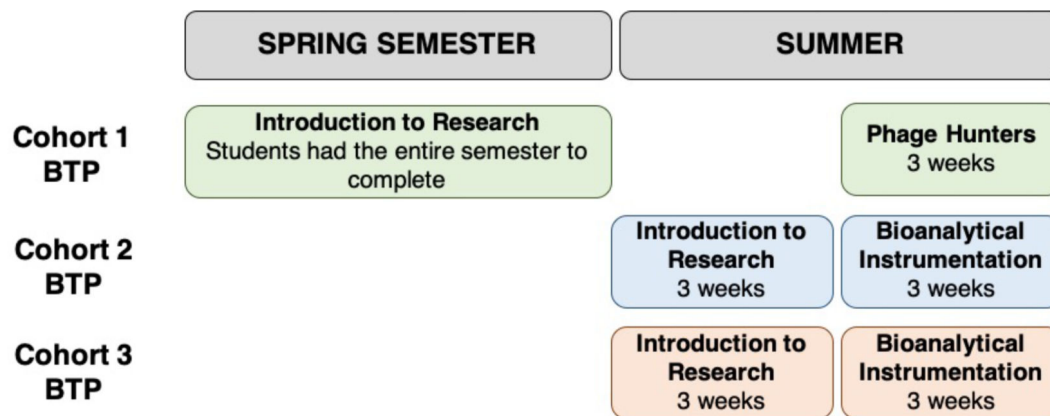 SPRING SEMESTER
SUMMER
Cohort 1
BTP
Introduction to Research
Students had the entire semester to
complete
Phage Hunters
3 weeks
Cohort 2
BTP
Introduction to
Research
3 weeks
Bioanalytical
Instrumentation
3 weeks
Cohort 3
BTP
Introduction to
Research
3 weeks
Bioanalytical
Instrumentation
3 weeks